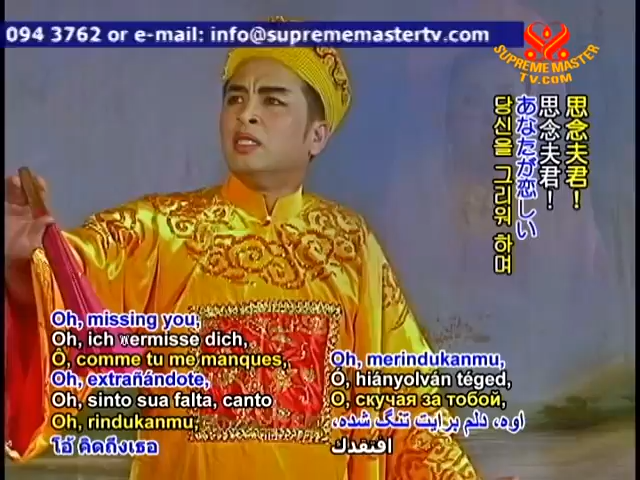 094 3762 or e-mail: info@suprememastertv.com
SUPREME MASTER
TV.COM
思念夫君！
思念夫君！
あなたが恋しい
당신을 그리워 하며
Oh, missing you,
Oh, ich vermisse dich,
Ô, comme tu me manques,
Oh, extrañándote,
Oh, sinto sua falta, canto
Oh, rindukanmu,
โอ้ คิดถึงเธอ
Oh, merindukanmu,
Ó, hiányolván téged,
О, скучая за тобой,
اوه، دلم برایت تنگ شده،
افتقدك